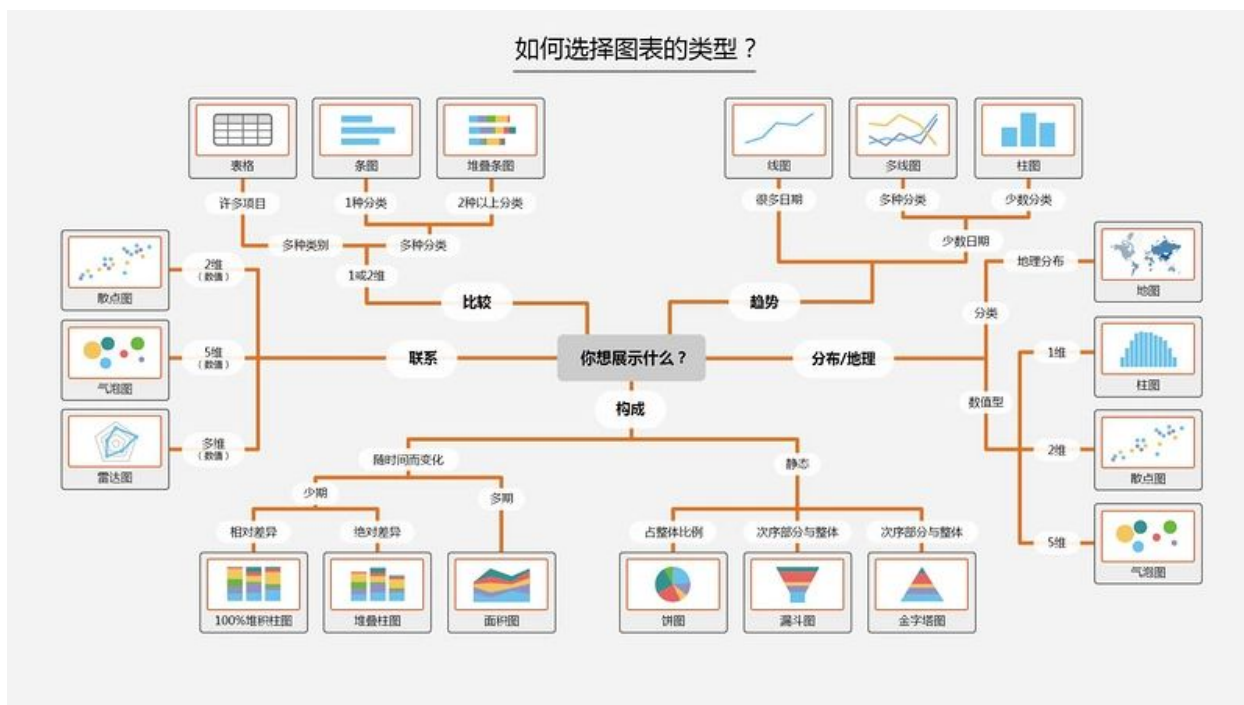 如何选择图表的类型？
表格
条图
堆叠条图
线图
多线图
柱图
许多项目
1种分类
2种以上分类
很多日期
多种分类
少数分类
多种类别
多种分类
少数日期
1或2维
比较
趋势
地理分布
地图
分类
散点图
2维
（数值）
气泡图
5维
（数值）
雷达图
多维
（数值）
联系
你想展示什么？
分布/地理
数值型
1维
柱图
2维
散点图
5维
气泡图
构成
随时间而变化
静态
少期
多期
相对差异
绝对差异
占整体比例
次序部分与整体
次序部分与整体
100%堆积柱图
堆叠柱图
面积图
饼图
漏斗图
金字塔图